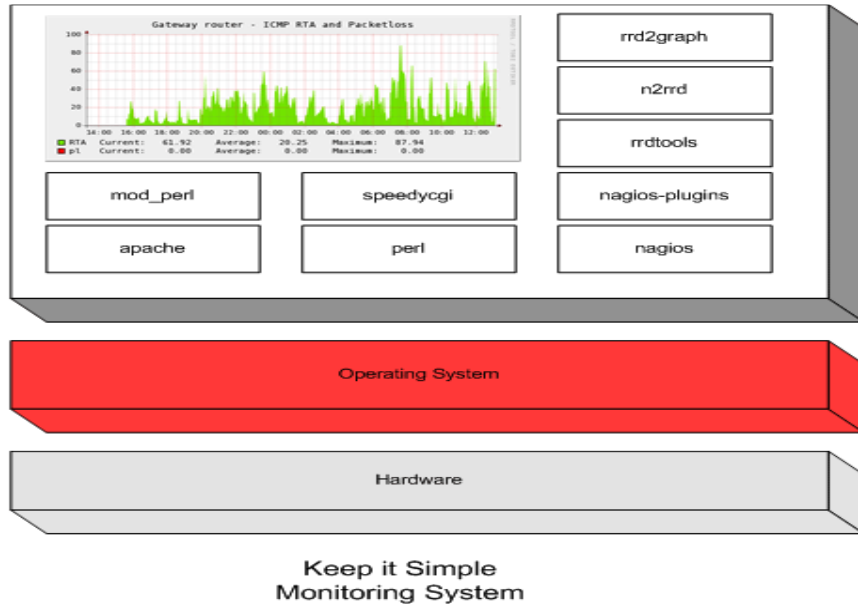 Gateway router - ICMP RTA and Packetloss
100
80
60
40
20
0
14:00 16:00 18:00 20:00 22:00 00:00 02:00 04:00 06:00 08:00 10:00 12:00
RTA Current: 61.92 Average: 20.25 Maximum: 87.94
pl Current: 0.00 Average: 0.00 Maximum: 0.00
rrd2graph
n2rrd
rrdtools
mod_perl
speedycgi
nagios-plugins
apache
perl
nagios
Operating System
Hardware
Keep it Simple
Monitoring System